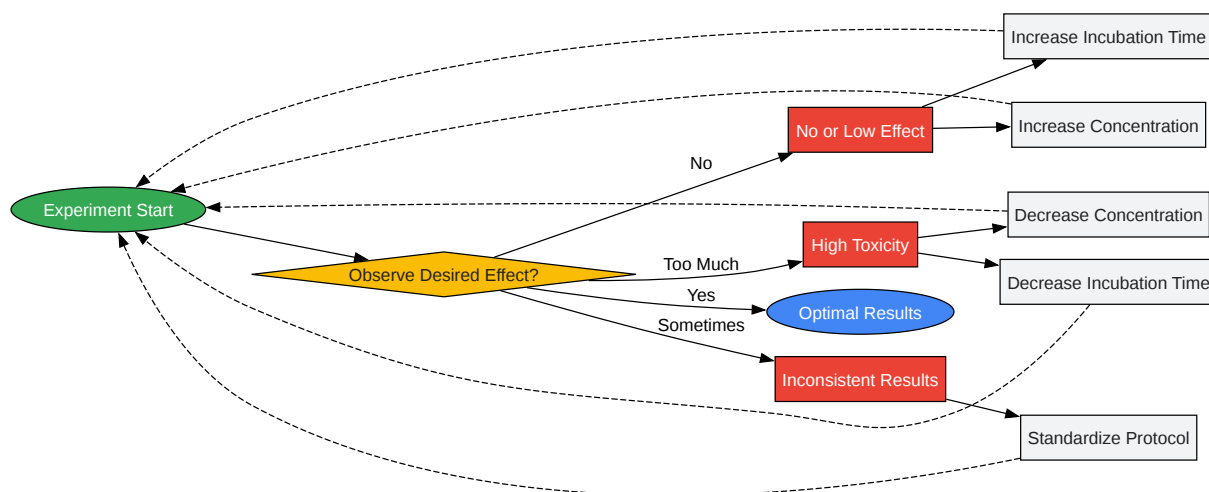 Increase Incubation Time
No or Low Effect
Increase Concentration
No
Experiment Start
Decrease Concentration
High Toxicity
Too Much
Observe Desired Effect?
Decrease Incubation Time
Yes
Optimal Results
Sometimes
Inconsistent Results
Standardize Protocol